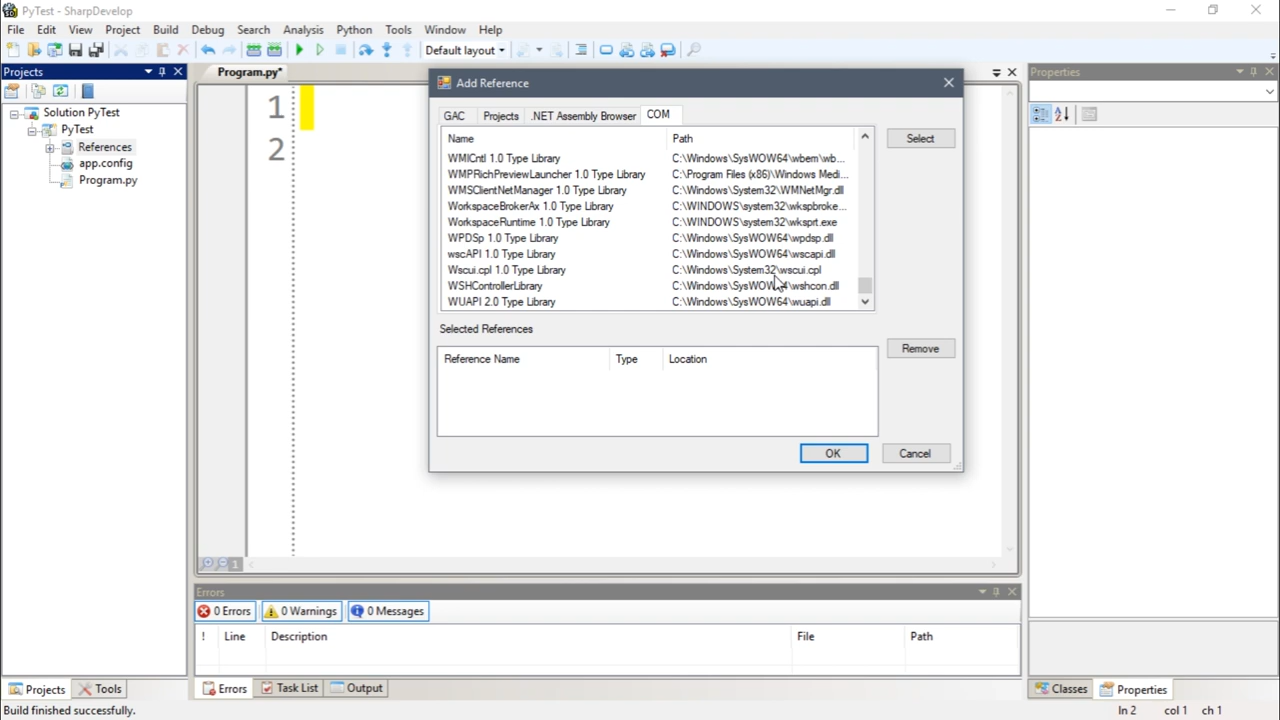 PyTest - SharpDevelop
File Edit View Project Build Debug Search Analysis Python Tools Window Help
Default layout
Projects
Program.py*
Add Reference
Properties
GAC Projects .NET Assembly Browser COM
Solution PyTest
PyTest
References
app.config
Program.py
1
2
Name Path
Select
WMICntl 1.0 Type Library C:\Windows\SysWOW64\wbem\wb...
WMPRichPreviewLauncher 1.0 Type Library C:\Program Files (x86)\Windows Medi...
WMSClientNetManager 1.0 Type Library C:\Windows\System32\WMNetMgr.dll
WorkspaceBrokerAx 1.0 Type Library C:\WINDOWS\system32\wkspbroke...
WorkspaceRuntime 1.0 Type Library C:\WINDOWS\system32\wksprt.exe
WPDSp 1.0 Type Library C:\Windows\SysWOW64\wpdsp.dll
wscAPI 1.0 Type Library C:\Windows\SysWOW64\wscapi.dll
Wscui.cpl 1.0 Type Library C:\Windows\System32\wscui.cpl
WSHControllerLibrary C:\Windows\SysWOW64\wshcon.dll
WUAPI 2.0 Type Library C:\Windows\SysWOW64\wuapi.dll
Selected References
Remove
Reference Name Type Location
OK Cancel
1
Errors
0 Errors 0 Warnings 0 Messages
! Line Description File Path
Projects Tools
Errors Task List Output
Classes Properties
Build finished successfully.
ln 2 col 1 ch 1